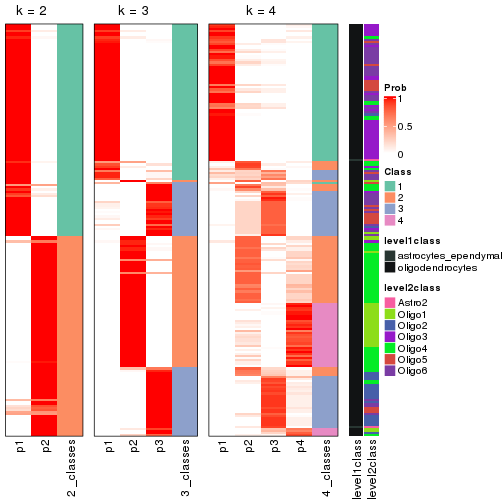 k = 2
k = 3
k = 4
p1
p2
2_classes
p1
p2
p3
3_classes
p1
p2
p3
p4
4_classes
level1class
level2class
Prob
1
0.5
0
Class
1
2
3
4
level1class
astrocytes_ependymal
oligodendrocytes
level2class
Astro2
Oligo1
Oligo2
Oligo3
Oligo4
Oligo5
Oligo6